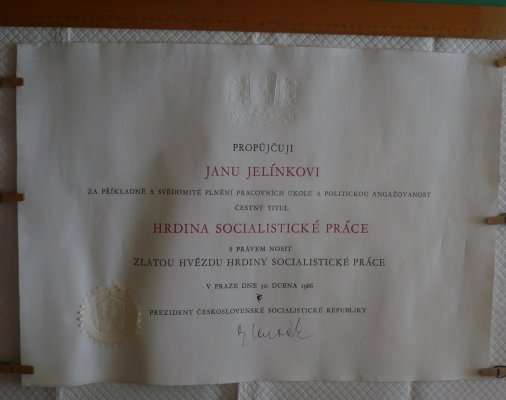 PROPŮJČUJI
JANU JELÍNKOVI
ZA PŘÍKLADNÉ A SVĚDOMITÉ PLNĚNÍ PRACOVNÍCH ÚKOLŮ A POLITICKOU ANGAŽOVANOST
ČESTNÝ TITUL
HRDINA SOCIALISTICKÉ PRÁCE
S PRÁVEM NOSIT
ZLATOU HVĚZDU HRDINY SOCIALISTICKÉ PRÁCE
V PRAZE DNE 30. DUBNA 1986
PREZIDENT ČESKOSLOVENSKÉ SOCIALISTICKÉ REPUBLIKY